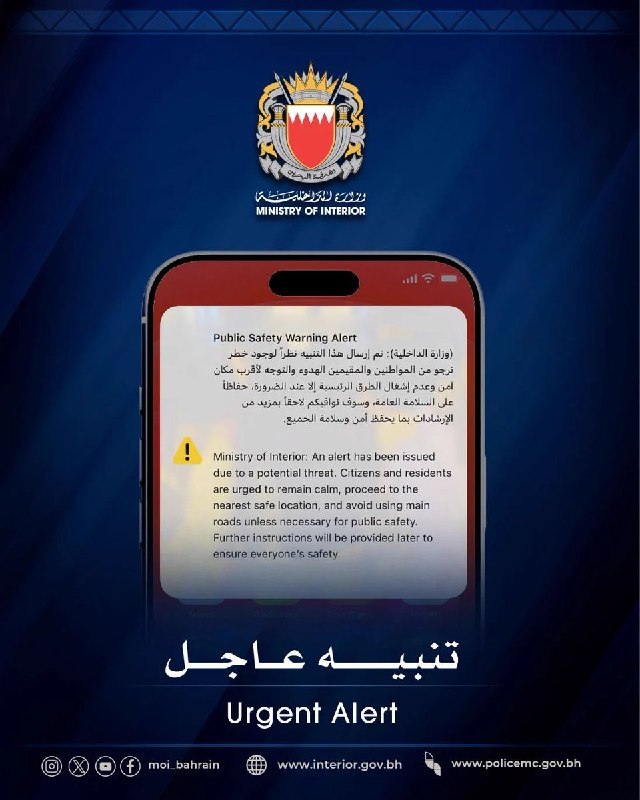 وزارة الداخلية
MINISTRY OF INTERIOR
Public Safety Warning Alert
(وزارة الداخلية): تم إرسال هذا التنبيه نظراً لوجود خطر
نرجو من المواطنين والمقيمين الهدوء والتوجه لأقرب مكان
آمن وعدم إشغال الطرق الرئيسية إلا عند الضرورة، حفاظاً
على السلامة العامة، وسوف نوافيكم لاحقاً بمزيد من
الإرشادات بما يحفظ أمن وسلامة الجميع.
Ministry of Interior: An alert has been issued
due to a potential threat. Citizens and residents
are urged to remain calm, proceed to the
nearest safe location, and avoid using main
roads unless necessary for public safety.
Further instructions will be provided later to
ensure everyone's safety.
تنبيه عاجل
Urgent Alert
moi_bahrain
www.interior.gov.bh
www.policemc.gov.bh